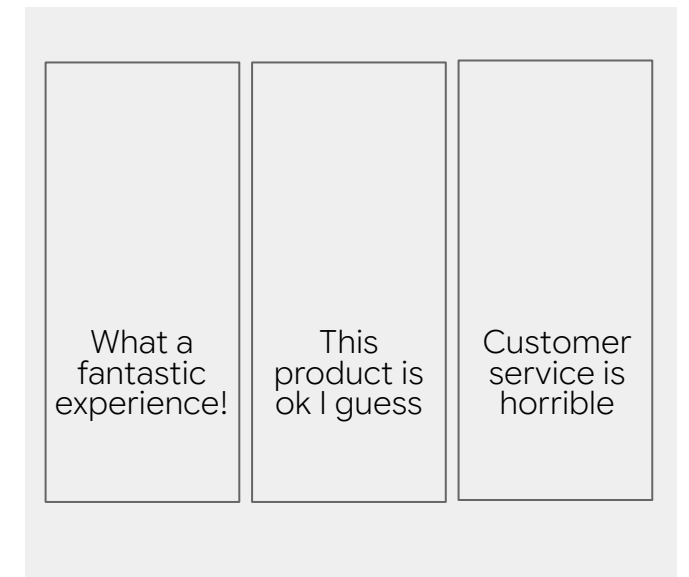 What a
fantastic
experience!
This
product is
ok I guess
Customer
service is
horrible